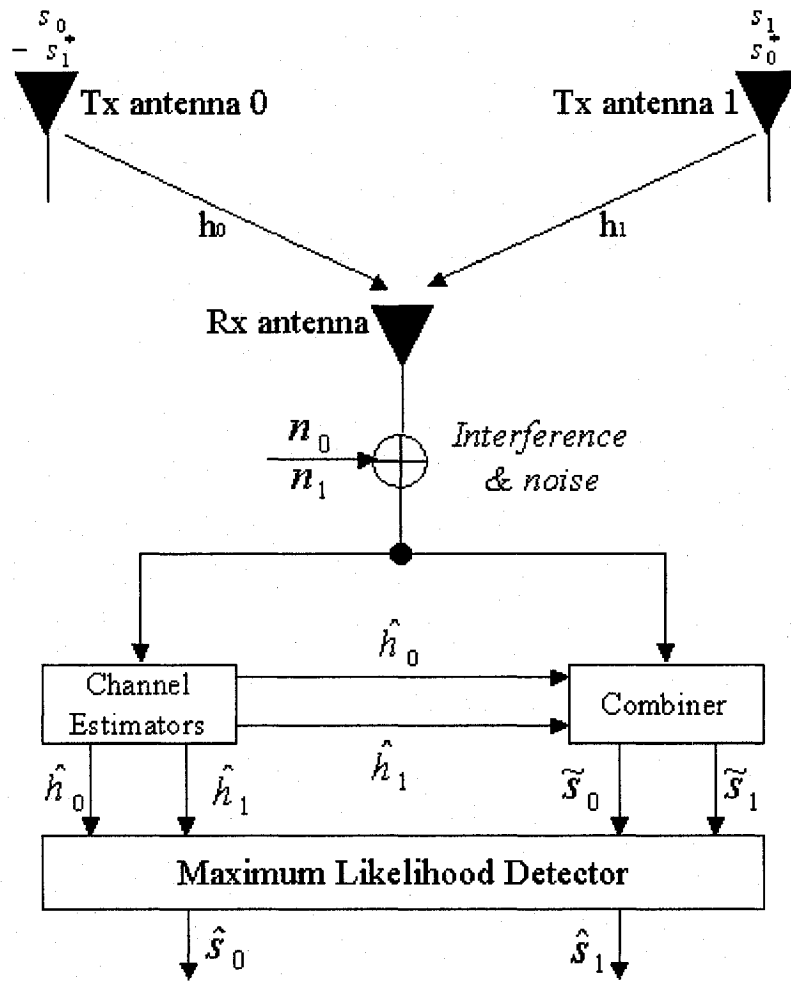 s₀ s₁
− s₁* s₀*
Tx antenna 0 Tx antenna 1
h₀ h₁
Rx antenna
n₀ Interference
n₁ & noise
ĥ₀
Channel Combiner
Estimators
ĥ₀ ĥ₁ ĥ₁ s̃₀ s̃₁
Maximum Likelihood Detector
ŝ₀ ŝ₁